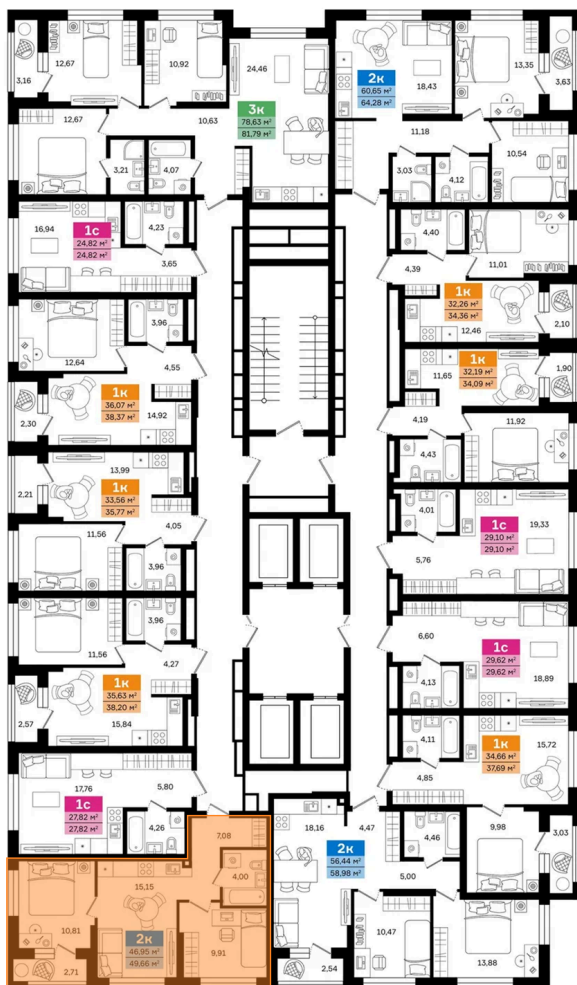 3,16
12,67
10,92
24,46
3к
78,63 м²
81,79 м²
12,67
10,63
3,21
4,07
2к
60,65 м²
64,28 м²
18,43
13,35
3,63
11,18
10,54
3,03
4,12
16,94
1с
24,82 м²
24,82 м²
4,23
3,65
4,40
11,01
4,39
1к
32,26 м²
34,36 м²
12,46
2,10
3,96
12,64
4,55
1к
36,07 м²
38,37 м²
14,92
2,30
11,65
1к
32,19 м²
34,09 м²
1,90
4,19
11,92
4,43
13,99
2,21
1к
33,56 м²
35,77 м²
4,05
11,56
3,96
4,01
1с
29,10 м²
29,10 м²
19,33
5,76
3,96
11,56
4,27
1к
35,63 м²
38,20 м²
2,57
15,84
6,60
1с
29,62 м²
29,62 м²
18,89
4,13
4,11
1к
34,66 м²
37,69 м²
15,72
4,85
17,76
5,80
1с
27,82 м²
27,82 м²
4,26
7,08
4,00
15,15
10,81
2к
46,95 м²
49,66 м²
9,91
2,71
18,16
4,47
2к
56,44 м²
58,98 м²
4,46
9,98
3,03
5,00
10,47
2,54
13,88